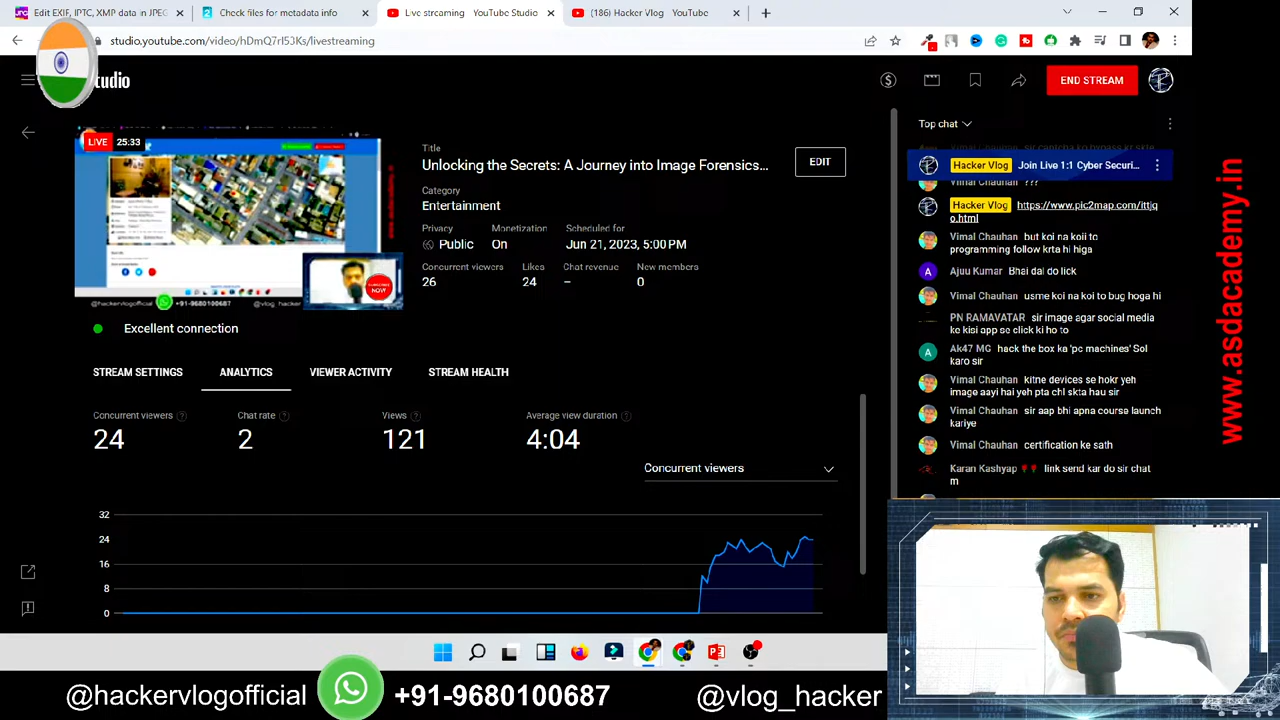 Edit EXIF, IPTC, XMP data in JPEG
Check files for metadata info
Live streaming - YouTube Studio
(186) Hacker Vlog - YouTube
studio.youtube.com/video/hDmQ7rI5JKs/livestreaming
udio
END STREAM
LIVE 25:33
Title
Unlocking the Secrets: A Journey into Image Forensics...
EDIT
Category
Entertainment
Privacy
Monetization
Scheduled for
Public
On
Jun 21, 2023, 5:00 PM
Concurrent viewers
Likes
Chat revenue
New members
26
24
–
0
@hackervlogofficial
+91-9680100687
@vlog_hacker
Excellent connection
STREAM SETTINGS
ANALYTICS
VIEWER ACTIVITY
STREAM HEALTH
Concurrent viewers
Chat rate
Views
Average view duration
24
2
121
4:04
Concurrent viewers
32
24
16
8
0
Top chat
Hacker Vlog Join Live 1:1 Cyber Securi...
Vimal Chauhan ???
Hacker Vlog https://www.pic2map.com/ittjq
o.html
Vimal Chauhan but koi na koi to
programming follow krta hi higa
Ajuu Kumar Bhai dal do lick
Vimal Chauhan usme koi na koi to bug hoga hi
PN RAMAVATAR sir image agar social media
ke kisi app se click ki ho to
Ak47 MG hack the box ka 'pc machines' Sol
karo sir
Vimal Chauhan kitne devices se hokr yeh
image aayi hai yeh pta chl skta hau sir
Vimal Chauhan sir aap bhi apna course launch
kariye
Vimal Chauhan certification ke sath
Karan Kashyap link send kar do sir chat
m
www.asdacademy.in
@hackerv official
+91-9680100687
@vlog_hacker